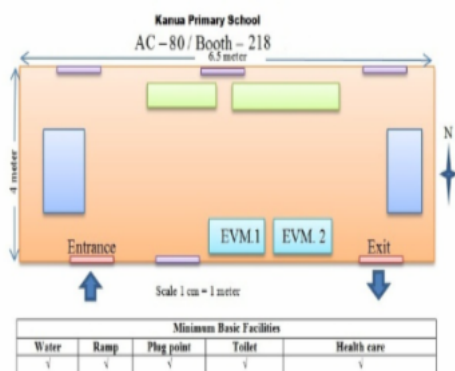 Kanua Primary School
AC – 80 / Booth – 218
6.5 meter
4 meter
N
EVM.1
EVM. 2
Entrance
Exit
Scale 1 cm = 1 meter
Minimum Basic Facilities
Water Ramp Plug point Toilet Health care
√ √ √ √ √